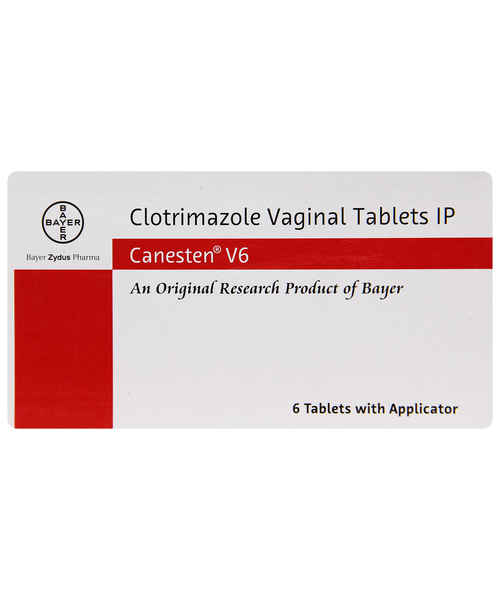 BAYER
BAYER
Bayer Zydus Pharma
Clotrimazole Vaginal Tablets IP
Canesten® V6
An Original Research Product of Bayer
6 Tablets with Applicator